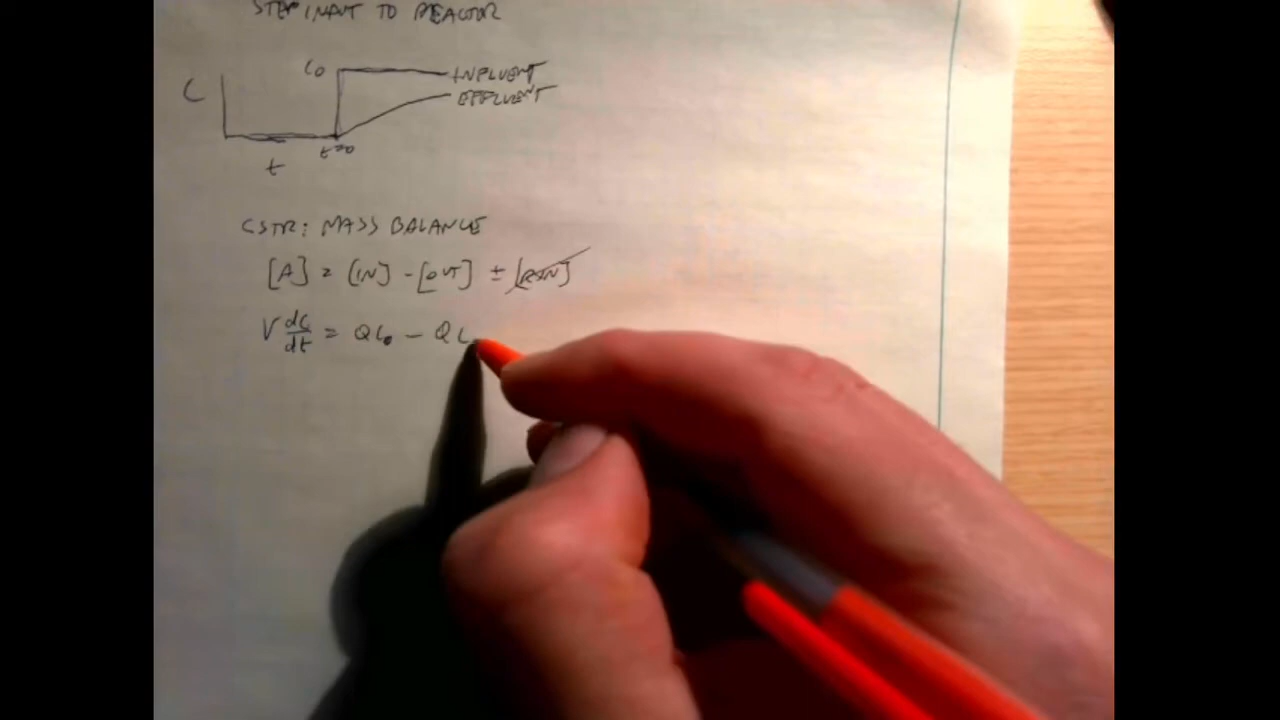 STEP INPUT TO REACTOR
C₀
INFLUENT
C
EFFLUENT
t=0
t
CSTR: MASS BALANCE
[A] = [IN] - [OUT] ± [RXN]
V dC/dt = QC₀ - QC